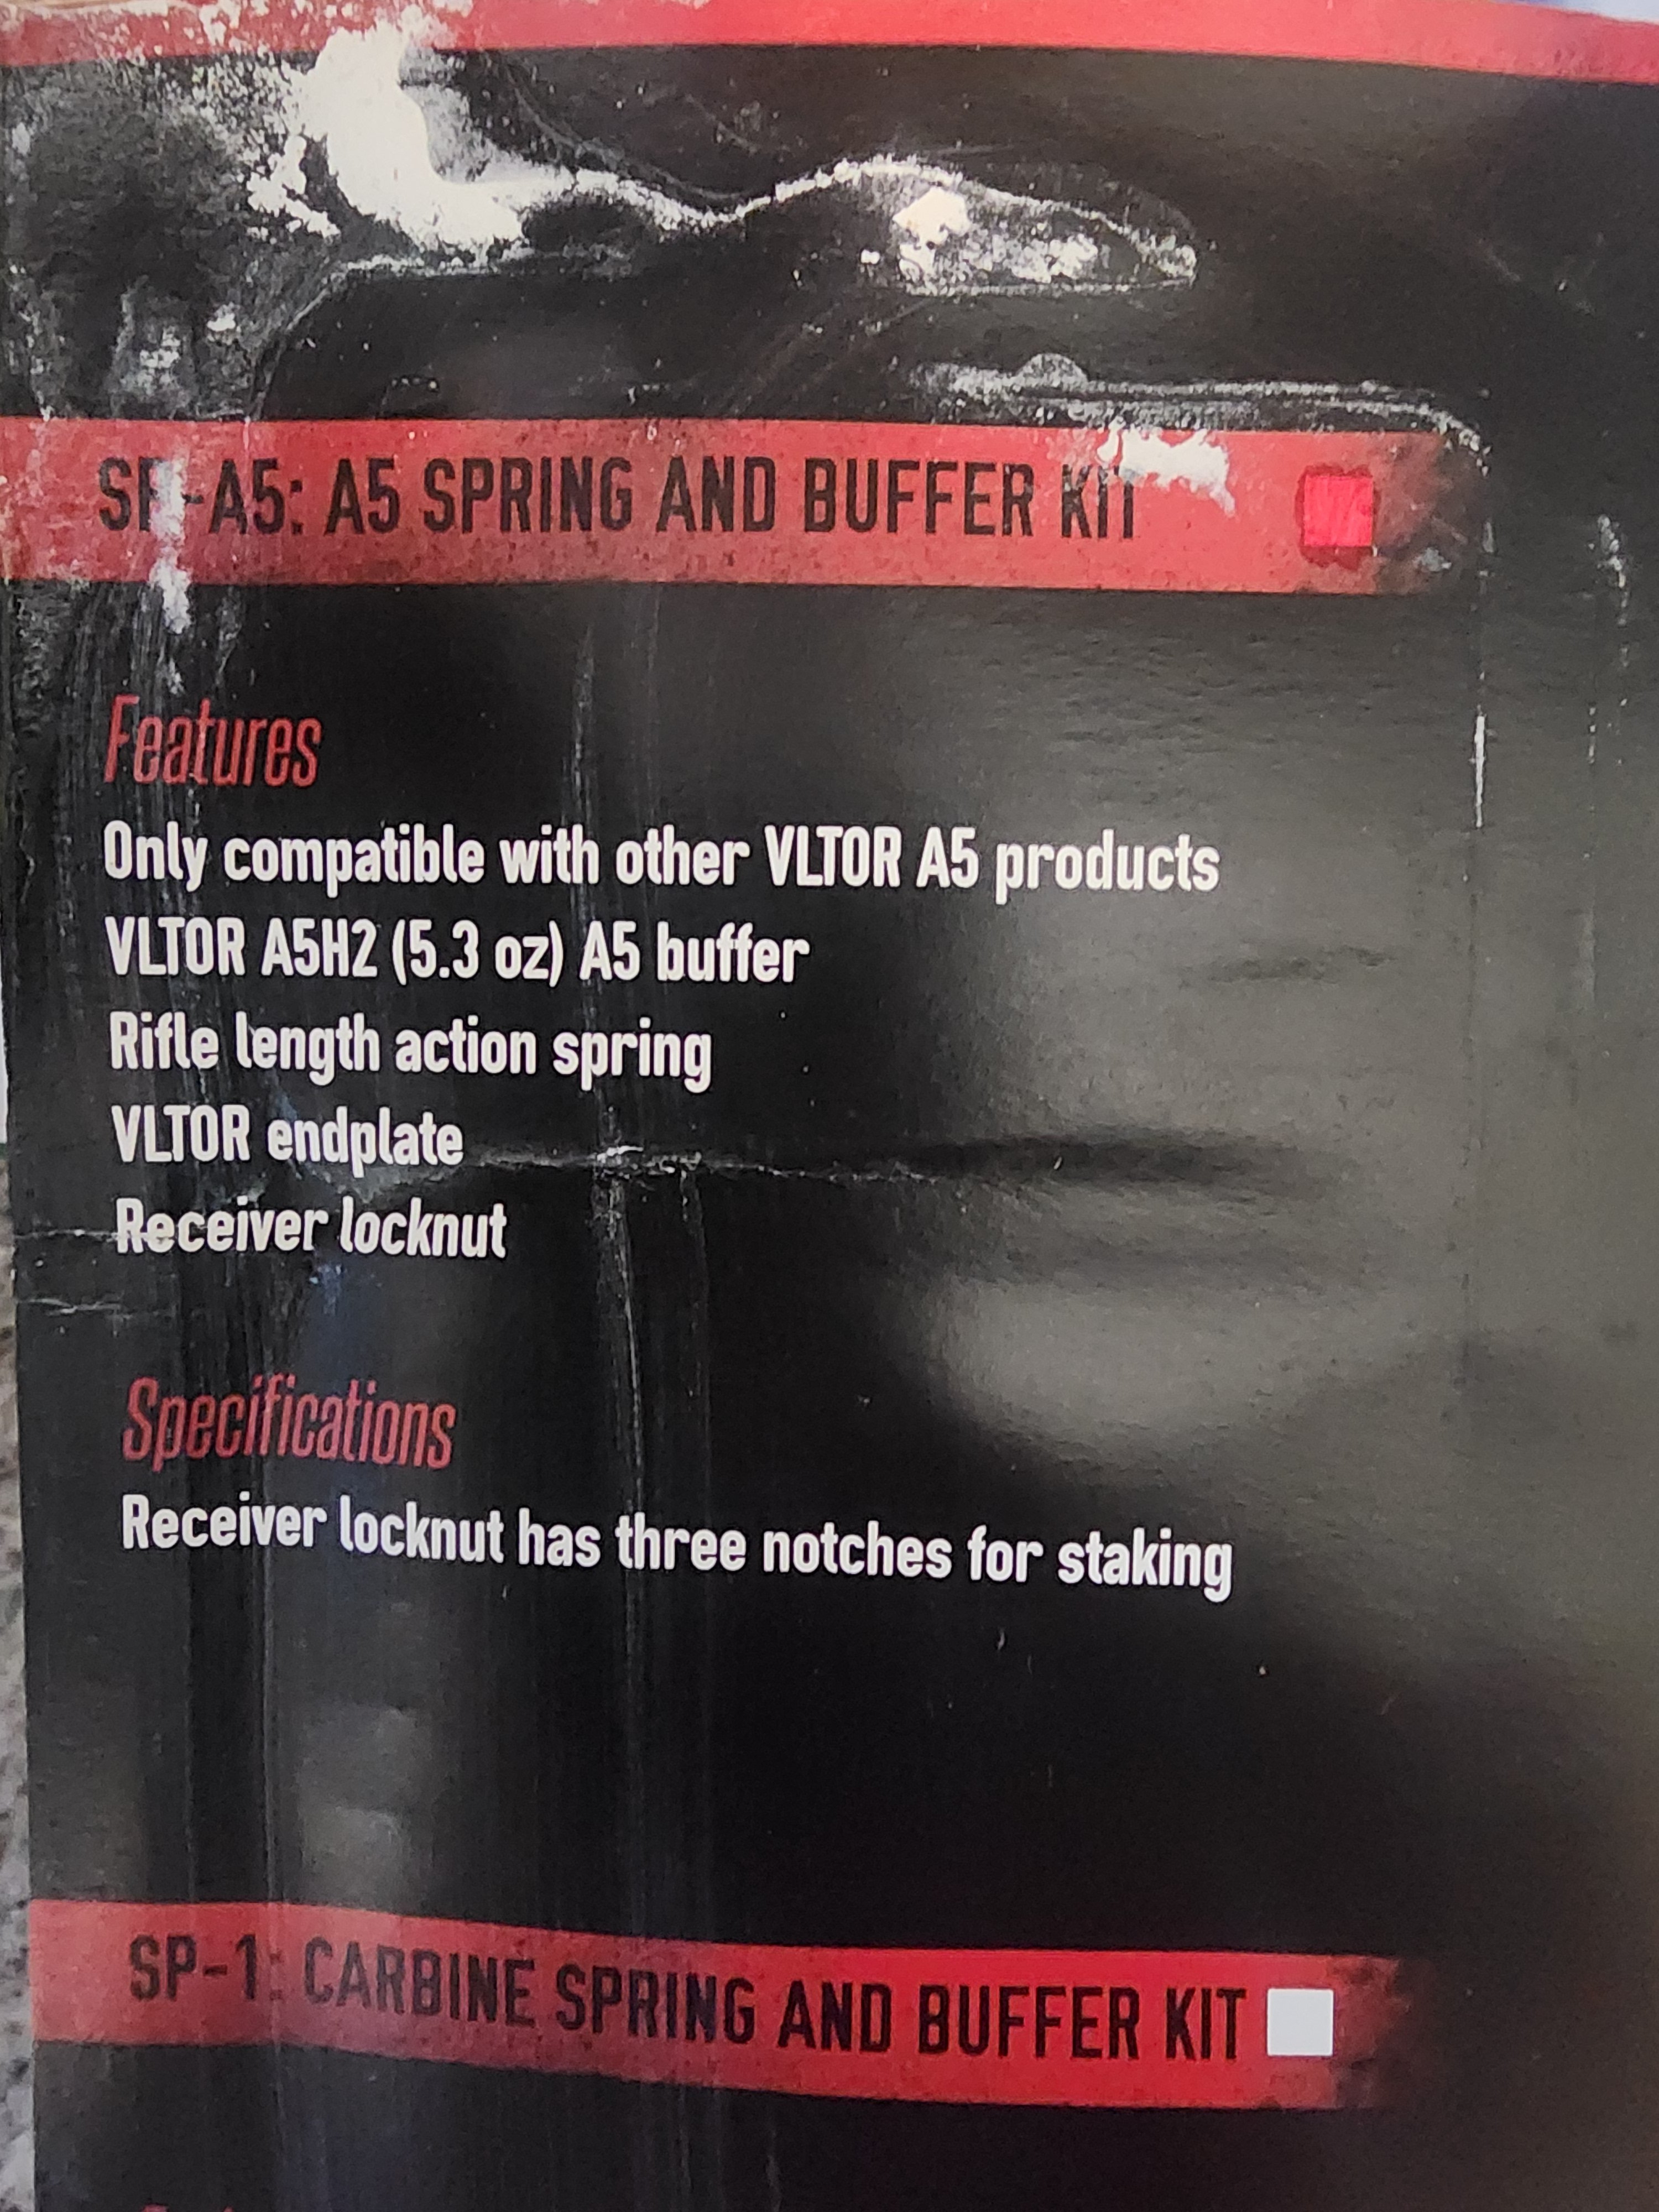 SP-A5: A5 SPRING AND BUFFER KIT
Features
Only compatible with other VLTOR A5 products
VLTOR A5H2 (5.3 oz) A5 buffer
Rifle length action spring
VLTOR endplate
Receiver locknut
Specifications
Receiver locknut has three notches for staking
SP-1: CARBINE SPRING AND BUFFER KIT